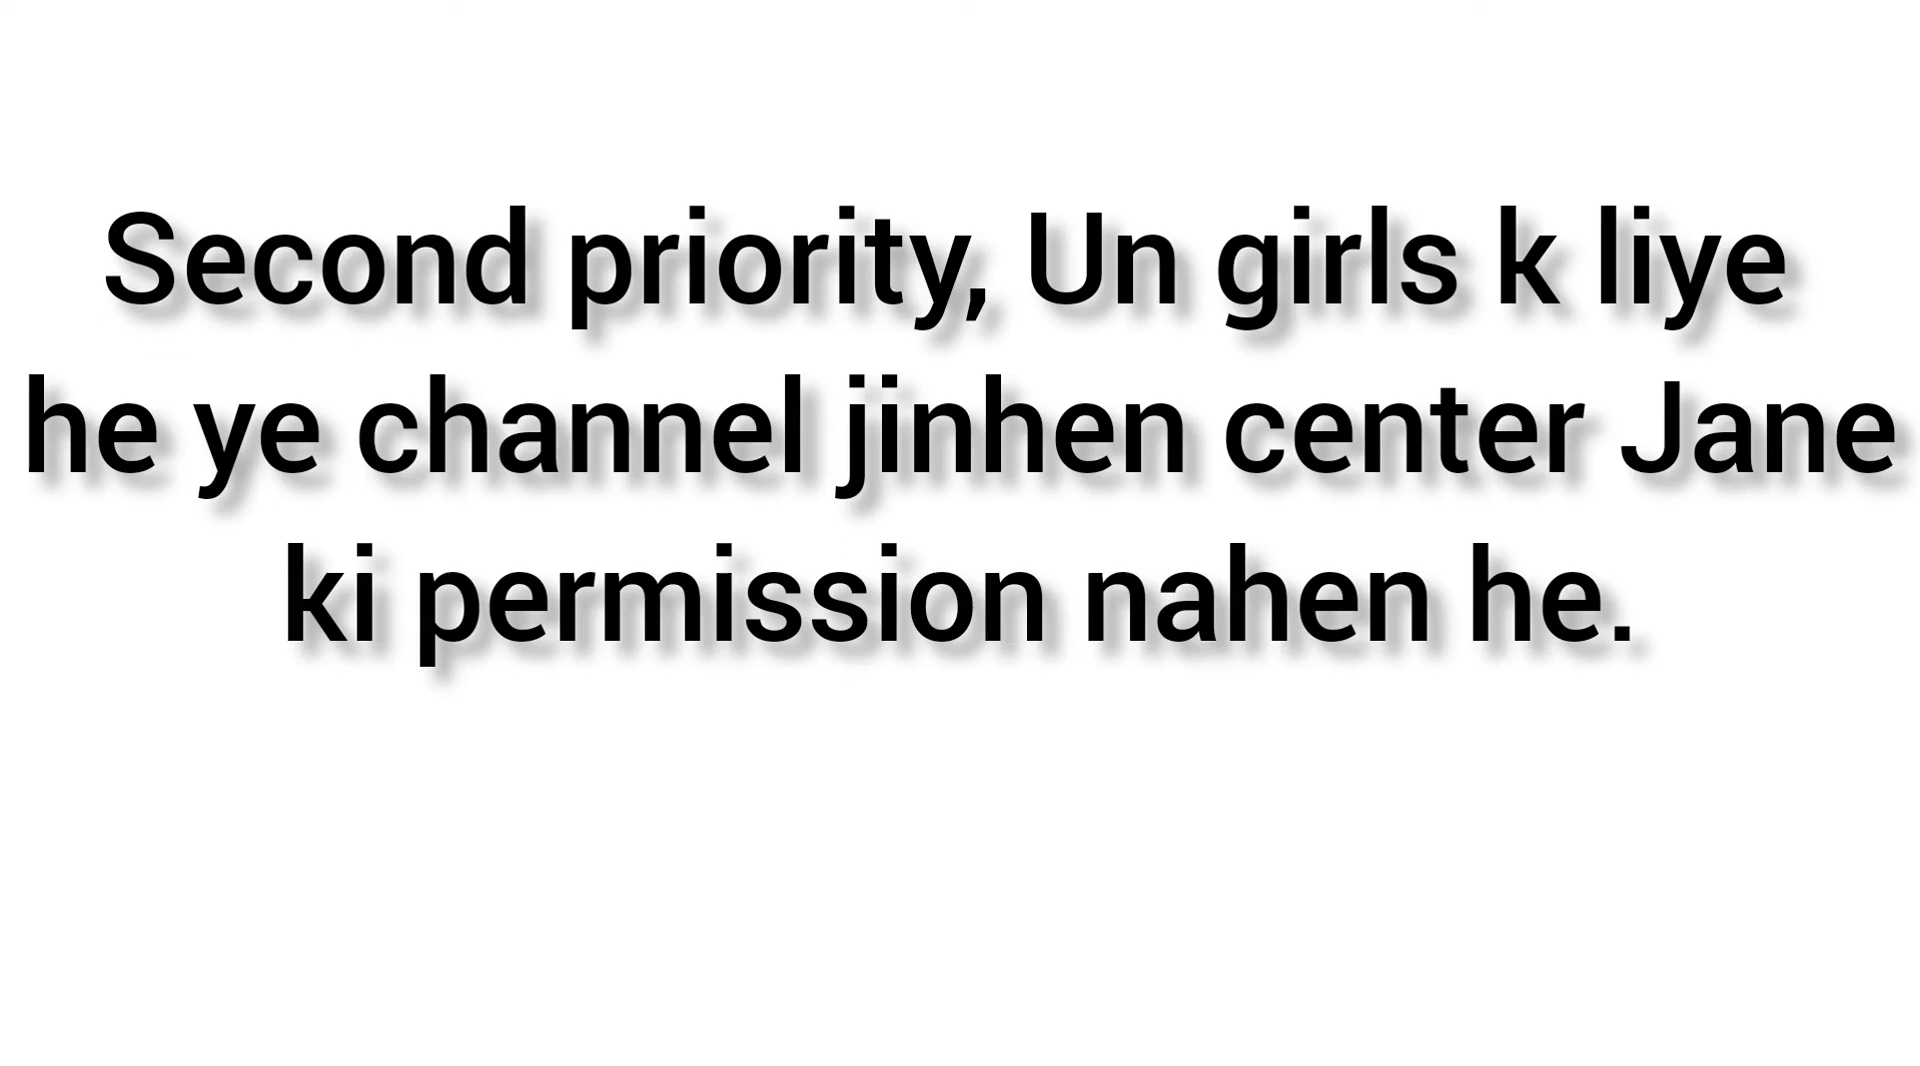 Second priority, Un girls k liye
he ye channel jinhen center Jane
ki permission nahen he.